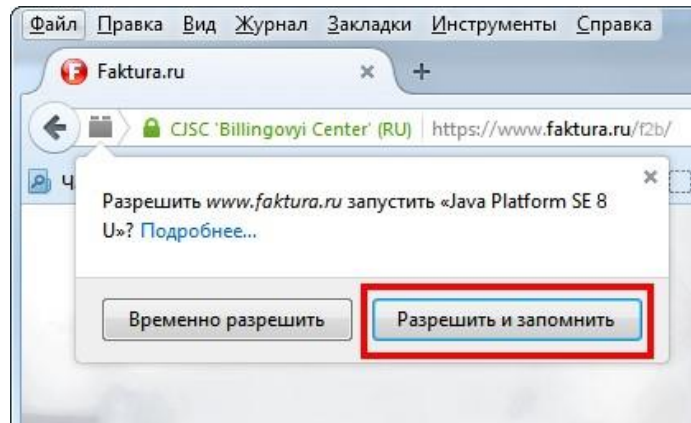 Файл Правка Вид Журнал Закладки Инструменты Справка
Faktura.ru
CJSC 'Billingovyi Center' (RU) https://www.faktura.ru/f2b/
Разрешить www.faktura.ru запустить «Java Platform SE 8
U»? Подробнее...
Временно разрешить Разрешить и запомнить